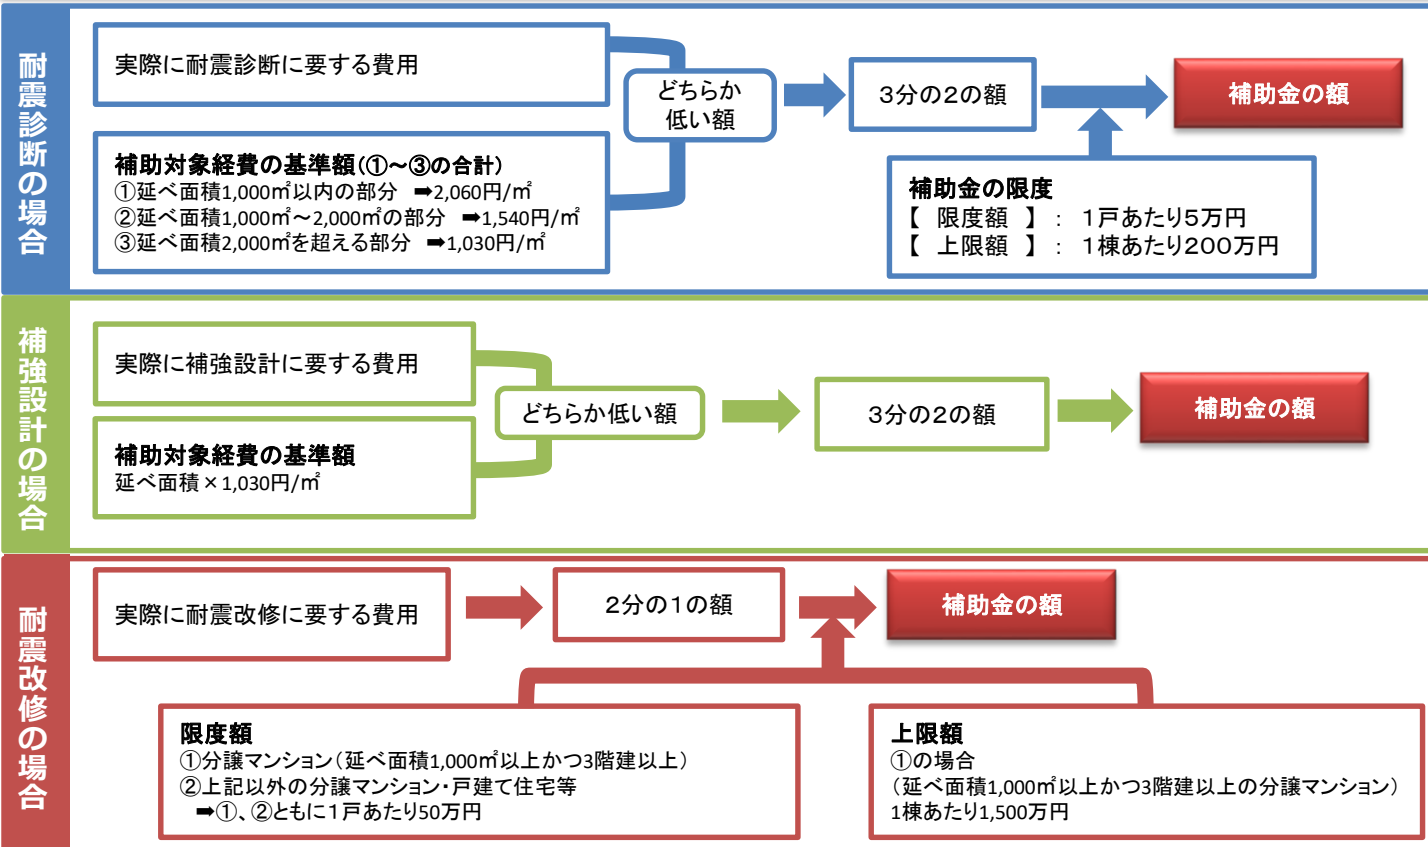 耐震診断の場合
実際に耐震診断に要する費用
補助対象経費の基準額(①～③の合計)
①延べ面積1,000㎡以内の部分 ➡2,060円/㎡
②延べ面積1,000㎡～2,000㎡の部分 ➡1,540円/㎡
③延べ面積2,000㎡を超える部分 ➡1,030円/㎡
どちらか
低い額
3分の2の額
補助金の額
補助金の限度
【 限度額 】 : 1戸あたり5万円
【 上限額 】 : 1棟あたり200万円
補強設計の場合
実際に補強設計に要する費用
補助対象経費の基準額
延べ面積×1,030円/㎡
どちらか低い額
3分の2の額
補助金の額
耐震改修の場合
実際に耐震改修に要する費用
2分の1の額
補助金の額
限度額
①分譲マンション(延べ面積1,000㎡以上かつ3階建以上)
②上記以外の分譲マンション・戸建て住宅等
➡①、②ともに1戸あたり50万円
上限額
①の場合
(延べ面積1,000㎡以上かつ3階建以上の分譲マンション)
1棟あたり1,500万円